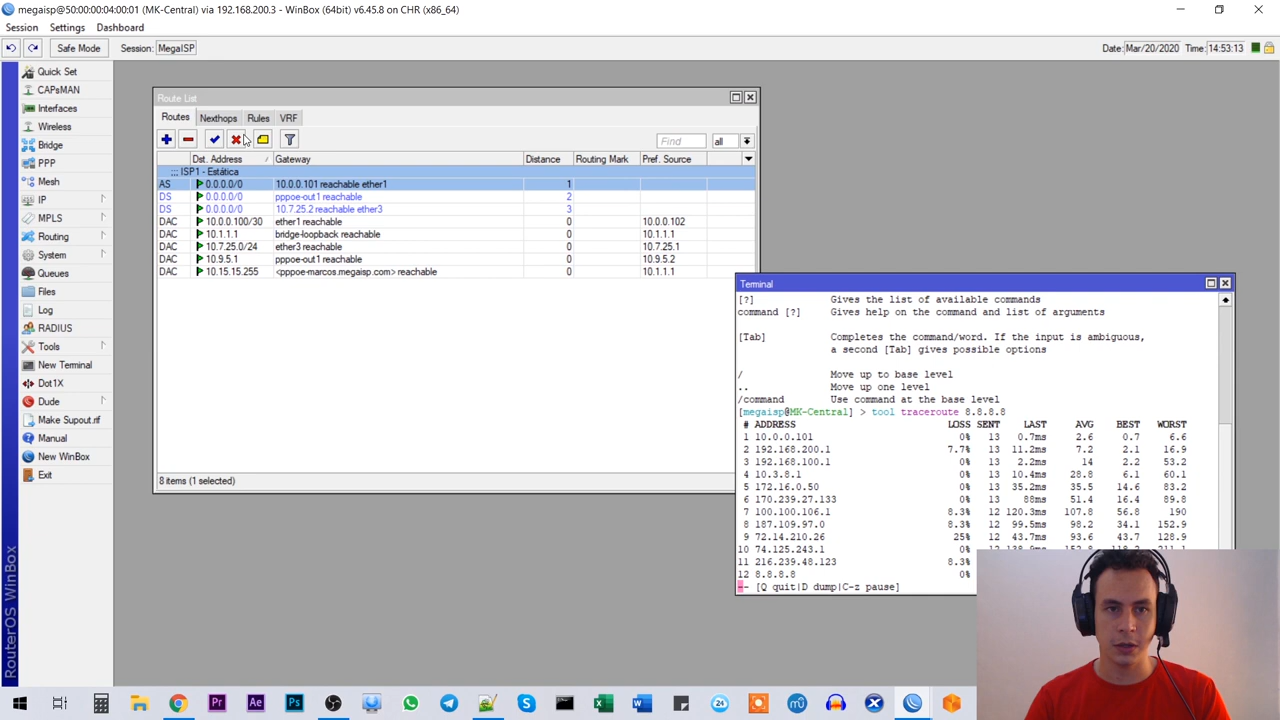 megaisp@50:00:00:04:00:01 (MK-Central) via 192.168.200.3 - WinBox (64bit) v6.45.8 on CHR (x86_64)
Session Settings Dashboard
Safe Mode Session: MegaISP Date: Mar/20/2020 Time: 14:53:13
Quick Set
CAPsMAN
Interfaces
Wireless
Bridge
PPP
Mesh
IP
MPLS
Routing
System
Queues
Files
Log
RADIUS
Tools
New Terminal
Dot1X
Dude
Make Supout.rif
Manual
New WinBox
Exit
RouterOS WinBox
Route List
Routes Nexthops Rules VRF
Find all
Dst. Address Gateway Distance Routing Mark Pref. Source
::: ISP1 - Estática
AS 0.0.0.0/0 10.0.0.101 reachable ether1 1
DS 0.0.0.0/0 pppoe-out1 reachable 2
DS 0.0.0.0/0 10.7.25.2 reachable ether3 3
DAC 10.0.0.100/30 ether1 reachable 0 10.0.0.102
DAC 10.1.1.1 bridge-loopback reachable 0 10.1.1.1
DAC 10.7.25.0/24 ether3 reachable 0 10.7.25.1
DAC 10.9.5.1 pppoe-out1 reachable 0 10.9.5.2
DAC 10.15.15.255 <pppoe-marcos.megaisp.com> reachable 0 10.1.1.1
8 items (1 selected)
Terminal
[?] Gives the list of available commands
command [?] Gives help on the command and list of arguments
[Tab] Completes the command/word. If the input is ambiguous,
a second [Tab] gives possible options
/ Move up to base level
.. Move up one level
/command Use command at the base level
[megaisp@MK-Central] > tool traceroute 8.8.8.8
# ADDRESS LOSS SENT LAST AVG BEST WORST
1 10.0.0.101 0% 13 0.7ms 2.6 0.7 6.6
2 192.168.200.1 7.7% 13 11.2ms 7.2 2.1 16.9
3 192.168.100.1 0% 13 2.2ms 14 2.2 53.2
4 10.3.8.1 0% 13 10.4ms 28.8 6.1 60.1
5 172.16.0.50 0% 13 35.2ms 35.5 14.6 83.2
6 170.239.27.133 0% 13 88ms 51.4 16.4 89.8
7 100.100.106.1 8.3% 12 120.3ms 107.8 56.8 190
8 187.109.97.0 8.3% 12 99.5ms 98.2 34.1 152.9
9 72.14.210.26 25% 12 43.7ms 93.6 43.7 128.9
10 74.125.243.1 0%
11 216.239.48.123 8.3%
12 8.8.8.8 0%
-- [Q quit|D dump|C-z pause]